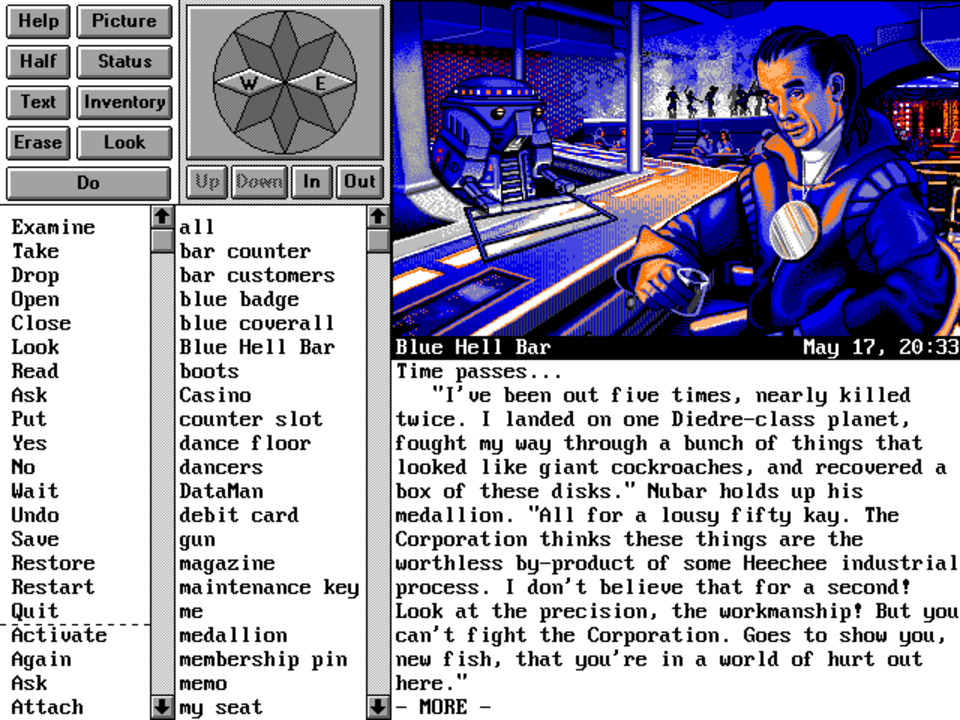 Help
Picture
Half
Status
Text
Inventory
Erase
Look
Do
W
E
Up
Down
In
Out
Examine
Take
Drop
Open
Close
Look
Read
Ask
Put
Yes
No
Wait
Undo
Save
Restore
Restart
Quit
Activate
Again
Ask
Attach
all
bar counter
bar customers
blue badge
blue coverall
Blue Hell Bar
boots
Casino
counter slot
dance floor
dancers
DataMan
debit card
gun
magazine
maintenance key
me
medallion
membership pin
memo
my seat
Blue Hell Bar May 17, 20:33
Time passes...
"I've been out five times, nearly killed
twice. I landed on one Diedre-class planet,
fought my way through a bunch of things that
looked like giant cockroaches, and recovered a
box of these disks." Nubar holds up his
medallion. "All for a lousy fifty kay. The
Corporation thinks these things are the
worthless by-product of some Heechee industrial
process. I don't believe that for a second!
Look at the precision, the workmanship! But you
can't fight the Corporation. Goes to show you,
new fish, that you're in a world of hurt out
here."
- MORE -